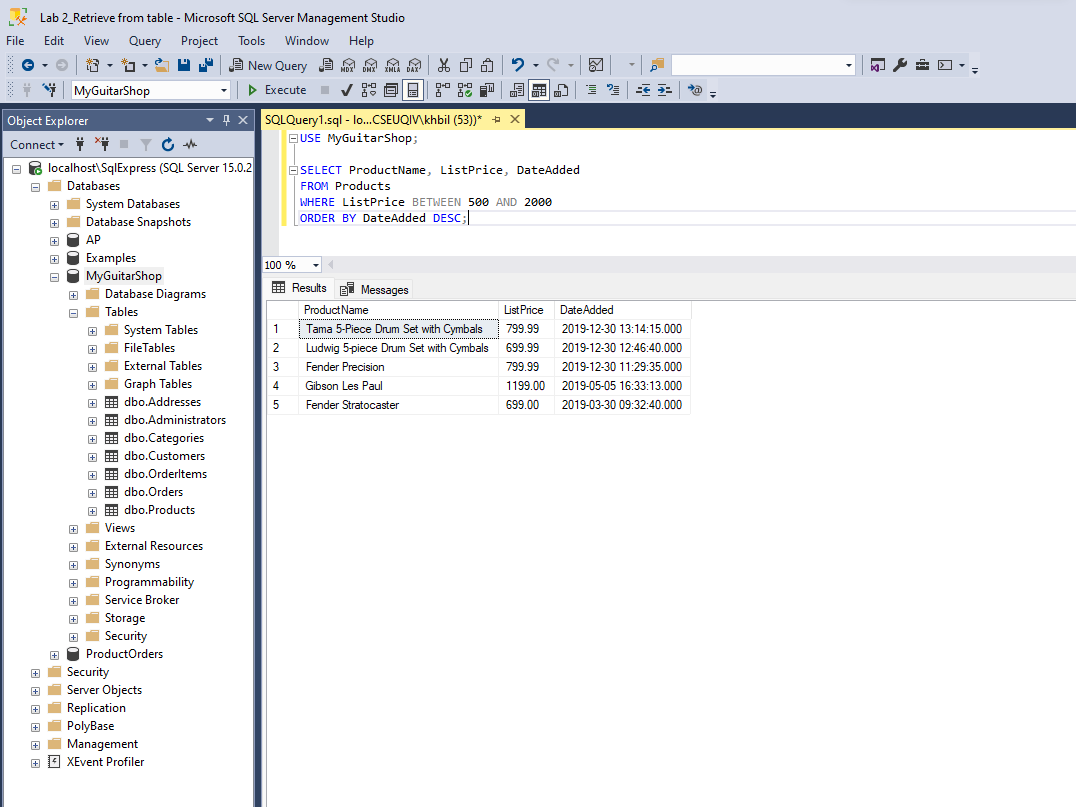 Lab 2_Retrieve from table - Microsoft SQL Server Management Studio
File Edit View Query Project Tools Window Help
New Query MDX DMX XMLA DAX
MyGuitarShop Execute
Object Explorer
Connect
localhost\SqlExpress (SQL Server 15.0.2
Databases
System Databases
Database Snapshots
AP
Examples
MyGuitarShop
Database Diagrams
Tables
System Tables
FileTables
External Tables
Graph Tables
dbo.Addresses
dbo.Administrators
dbo.Categories
dbo.Customers
dbo.OrderItems
dbo.Orders
dbo.Products
Views
External Resources
Synonyms
Programmability
Service Broker
Storage
Security
ProductOrders
Security
Server Objects
Replication
PolyBase
Management
XEvent Profiler
SQLQuery1.sql - lo...CSEUQIV\khbil (53))*
USE MyGuitarShop;
SELECT ProductName, ListPrice, DateAdded
FROM Products
WHERE ListPrice BETWEEN 500 AND 2000
ORDER BY DateAdded DESC;
100 %
Results Messages
ProductName ListPrice DateAdded
1 Tama 5-Piece Drum Set with Cymbals 799.99 2019-12-30 13:14:15.000
2 Ludwig 5-piece Drum Set with Cymbals 699.99 2019-12-30 12:46:40.000
3 Fender Precision 799.99 2019-12-30 11:29:35.000
4 Gibson Les Paul 1199.00 2019-05-05 16:33:13.000
5 Fender Stratocaster 699.00 2019-03-30 09:32:40.000